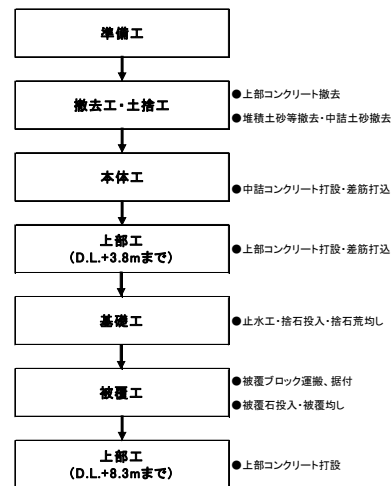 準備工
撤去工・土捨工
●上部コンクリート撤去
●堆積土砂等撤去・中詰土砂撤去
本体工
●中詰コンクリート打設・差筋打込
上部工
(D.L.+3.8mまで)
●上部コンクリート打設・差筋打込
基礎工
●止水工・捨石投入・捨石荒均し
被覆工
●被覆ブロック運搬、据付
●被覆石投入・被覆均し
上部工
(D.L.+8.3mまで)
●上部コンクリート打設